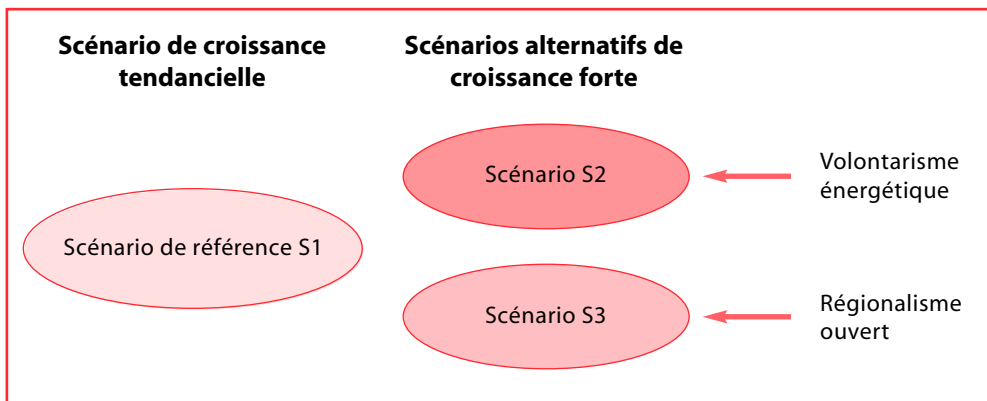 Scénario de croissance
tendancielle
Scénarios alternatifs de
croissance forte
Scénario de référence S1
Scénario S2
Volontarisme
énergétique
Scénario S3
Régionalisme
ouvert